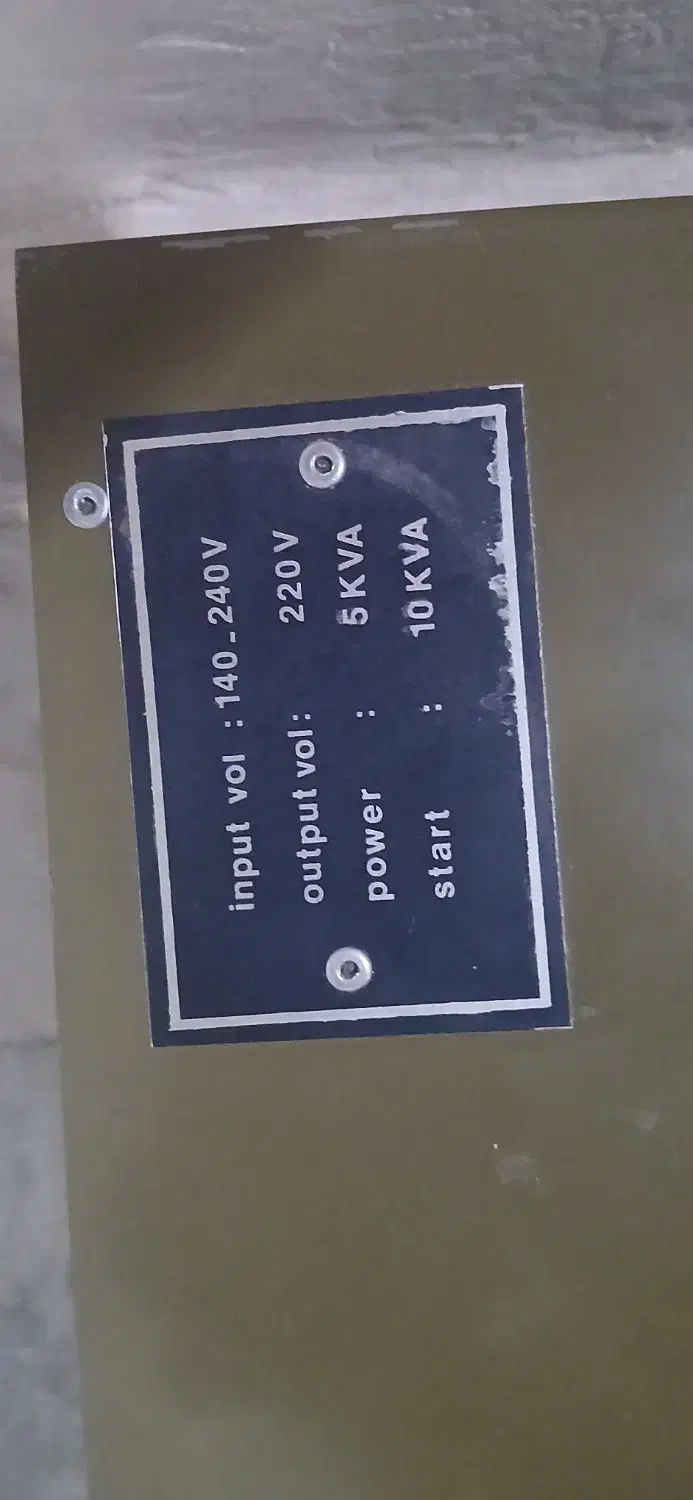 input vol : 140-240V
output vol: 220V
power : 5KVA
start : 10KVA